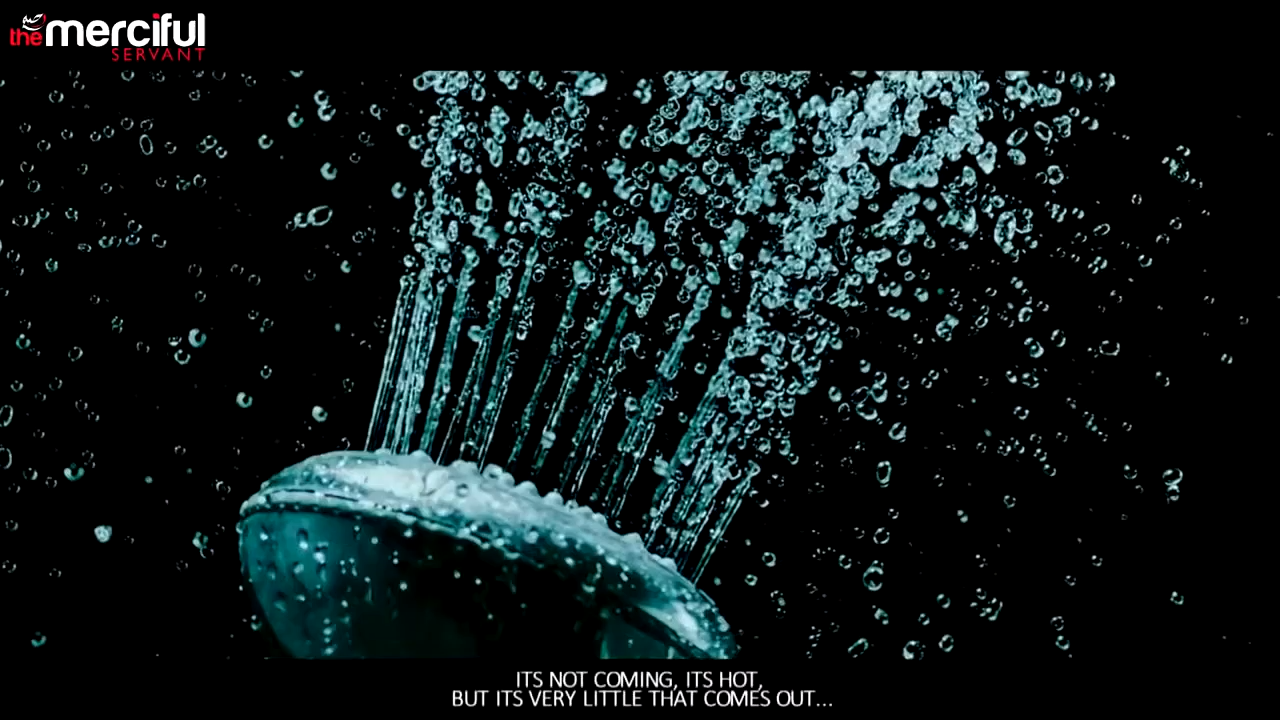 the merciful
SERVANT
ITS NOT COMING, ITS HOT,
BUT ITS VERY LITTLE THAT COMES OUT...